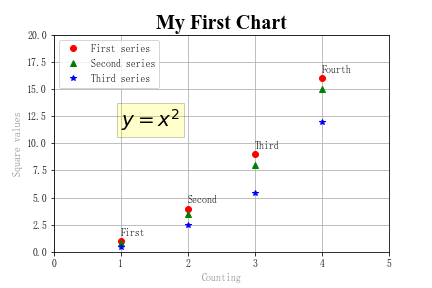 My First Chart
20.0
17.5
15.0
12.5
10.0
7.5
5.0
2.5
0.0
Square values
First series
Second series
Third series
y = x²
First
Second
Third
Fourth
0 1 2 3 4 5
Counting